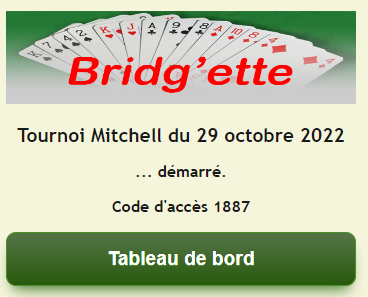 Bridg'ette
Tournoi Mitchell du 29 octobre 2022
... démarré.
Code d'accès 1887
Tableau de bord